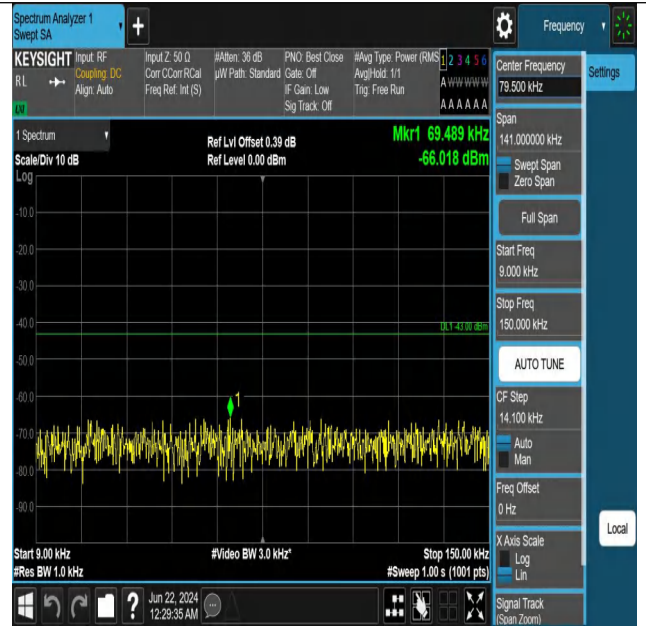 Spectrum Analyzer 1
Swept SA
Frequency
KEYSIGHT
RL
Input: RF
Coupling: DC
Align: Auto
Input Z: 50 Ω
Corr CCorr RCal
Freq Ref: Int (S)
#Atten: 36 dB
µW Path: Standard
PNO: Best Close
Gate: Off
IF Gain: Low
Sig Track: Off
#Avg Type: Power (RMS
Avg|Hold: 1/1
Trig: Free Run
1 2 3 4 5 6
A W W W W W
A A A A A A
1 Spectrum
Scale/Div 10 dB
Log
Ref Lvl Offset 0.39 dB
Ref Level 0.00 dBm
Mkr1 69.489 kHz
-66.018 dBm
-10.0
-20.0
-30.0
-40.0
-50.0
-60.0
-70.0
-80.0
-90.0
DL1 -43.00 dBm
1
Start 9.00 kHz
#Res BW 1.0 kHz
#Video BW 3.0 kHz*
Stop 150.00 kHz
#Sweep 1.00 s (1001 pts)
Jun 22, 2024
12:29:35 AM
Center Frequency
79.500 kHz
Settings
Span
141.000000 kHz
Swept Span
Zero Span
Full Span
Start Freq
9.000 kHz
Stop Freq
150.000 kHz
AUTO TUNE
CF Step
14.100 kHz
Auto
Man
Freq Offset
0 Hz
X Axis Scale
Log
Lin
Local
Signal Track
(Span Zoom)